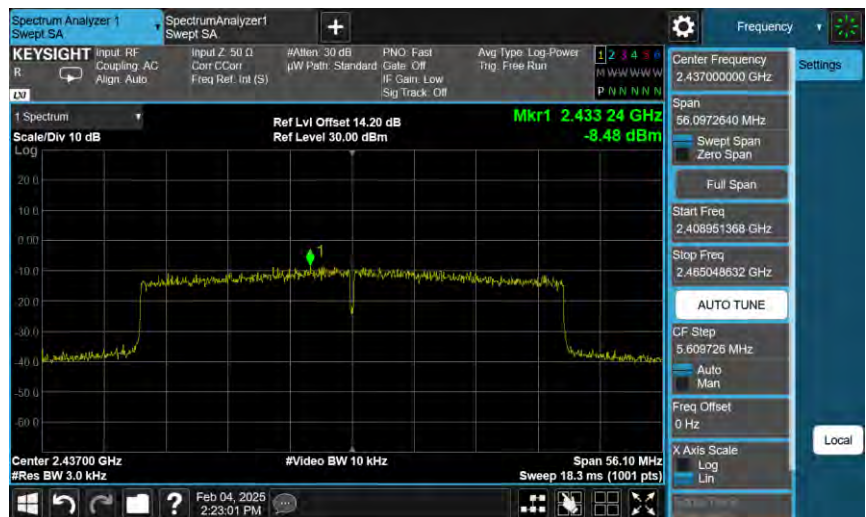 Spectrum Analyzer 1
Swept SA
SpectrumAnalyzer1
Swept SA
+
Frequency
KEYSIGHT
R
LXI
Input: RF
Coupling: AC
Align: Auto
Input Z: 50 Ω
Corr CCorr
Freq Ref: Int (S)
#Atten: 30 dB
µW Path: Standard
PNO: Fast
Gate: Off
IF Gain: Low
Sig Track: Off
Avg Type: Log-Power
Trig: Free Run
1 2 3 4 5 6
M W W W W W
P N N N N N
1 Spectrum
Scale/Div 10 dB
Log
Ref Lvl Offset 14.20 dB
Ref Level 30.00 dBm
Mkr1 2.433 24 GHz
-8.48 dBm
20.0
10.0
0.00
-10.0
-20.0
-30.0
-40.0
-50.0
-60.0
1
Center 2.43700 GHz
#Res BW 3.0 kHz
#Video BW 10 kHz
Span 56.10 MHz
Sweep 18.3 ms (1001 pts)
Center Frequency
2.437000000 GHz
Settings
Span
56.0972640 MHz
Swept Span
Zero Span
Full Span
Start Freq
2.408951368 GHz
Stop Freq
2.465048632 GHz
AUTO TUNE
CF Step
5.609726 MHz
Auto
Man
Freq Offset
0 Hz
X Axis Scale
Log
Lin
Local
?
Feb 04, 2025
2:23:01 PM